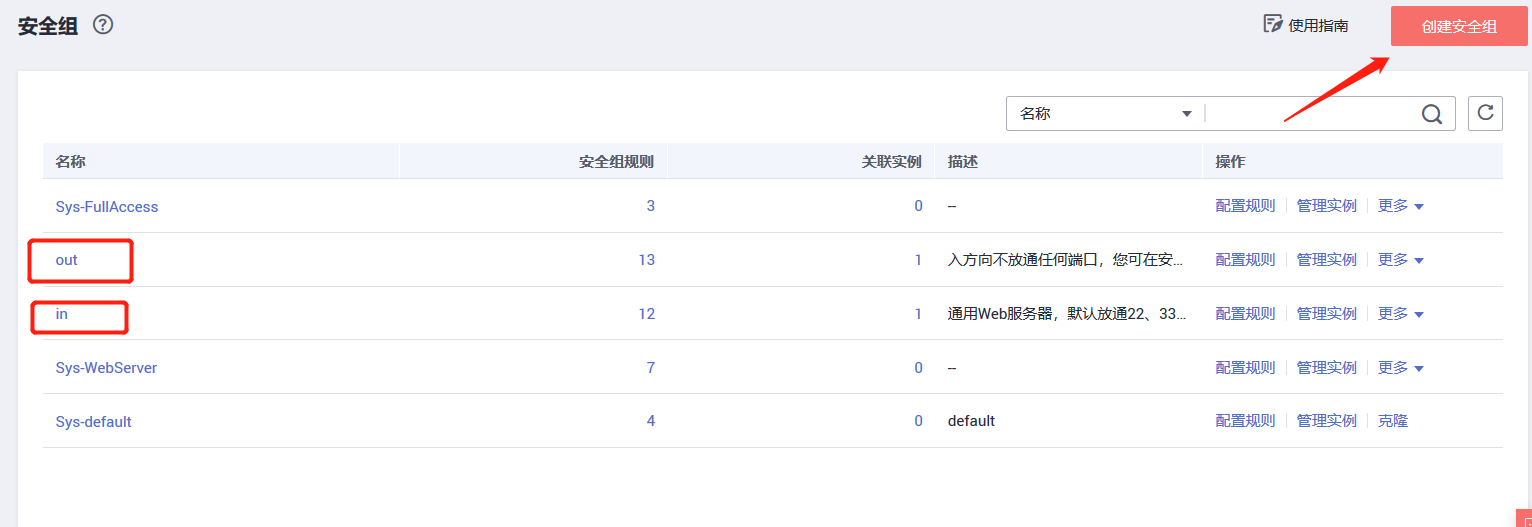 安全组 ?
使用指南 创建安全组
名称
名称 安全组规则 关联实例 描述 操作
Sys-FullAccess 3 0 -- 配置规则 管理实例 更多
out 13 1 入方向不放通任何端口，您可在安... 配置规则 管理实例 更多
in 12 1 通用Web服务器，默认放通22、33... 配置规则 管理实例 更多
Sys-WebServer 7 0 -- 配置规则 管理实例 更多
Sys-default 4 0 default 配置规则 管理实例 克隆